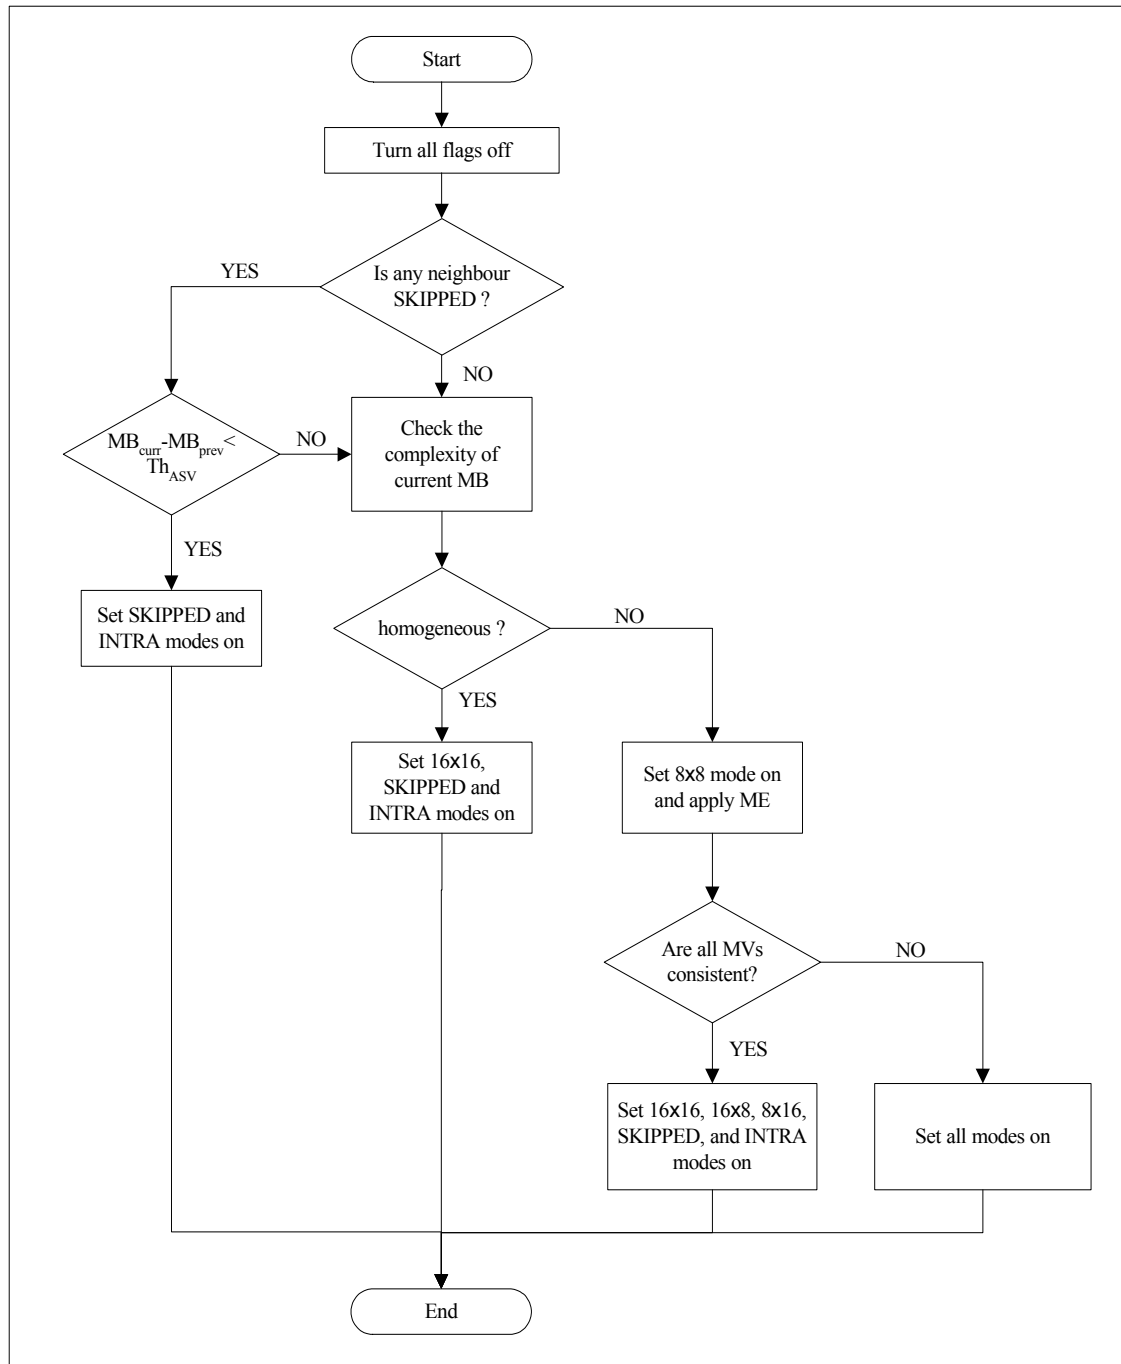 Start
Turn all flags off
Is any neighbour
SKIPPED ?
YES
NO
MBcurr-MBprev<
ThASV
NO
Check the
complexity of
current MB
YES
Set SKIPPED and
INTRA modes on
homogeneous ?
NO
YES
Set 16x16,
SKIPPED and
INTRA modes on
Set 8x8 mode on
and apply ME
Are all MVs
consistent?
NO
YES
Set 16x16, 16x8, 8x16,
SKIPPED, and INTRA
modes on
Set all modes on
End